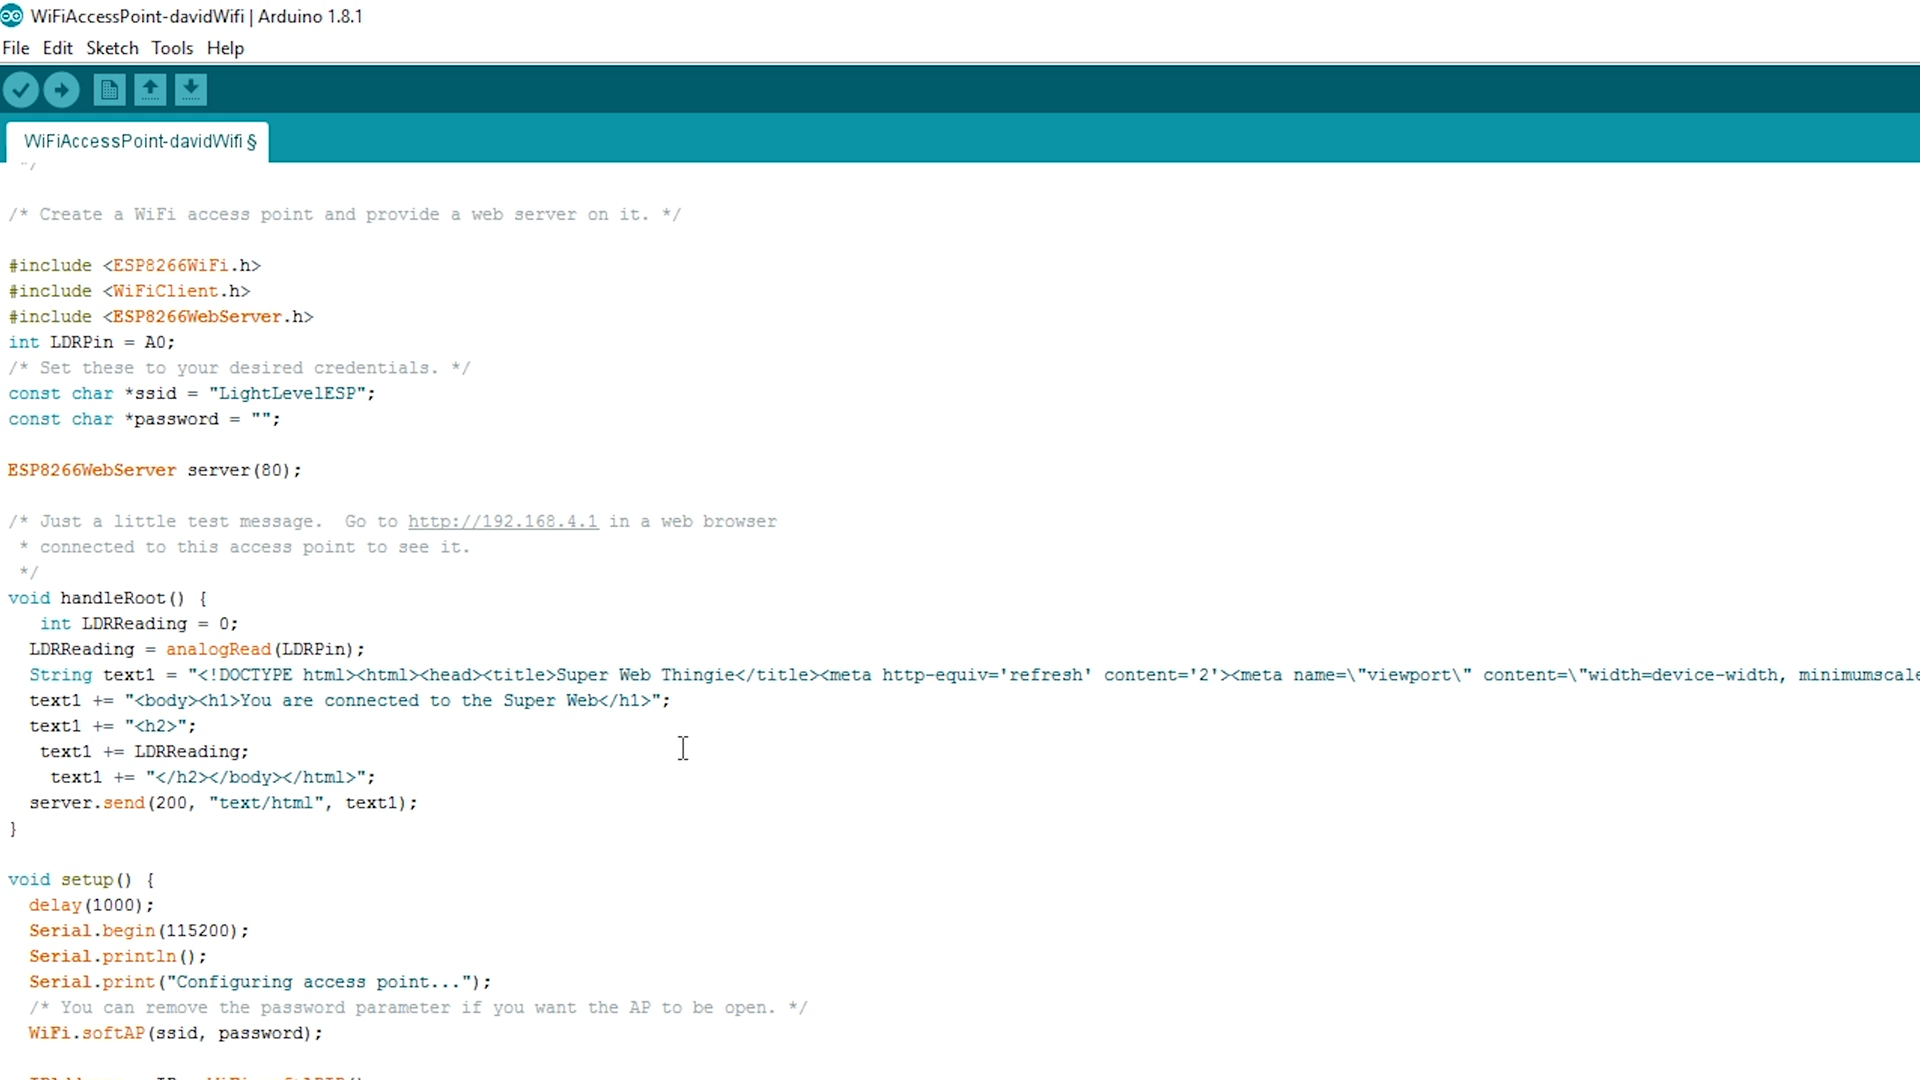 WiFiAccessPoint-davidWifi | Arduino 1.8.1
File Edit Sketch Tools Help
WiFiAccessPoint-davidWifi §
*/
/* Create a WiFi access point and provide a web server on it. */
#include <ESP8266WiFi.h>
#include <WiFiClient.h>
#include <ESP8266WebServer.h>
int LDRPin = A0;
/* Set these to your desired credentials. */
const char *ssid = "LightLevelESP";
const char *password = "";
ESP8266WebServer server(80);
/* Just a little test message.  Go to http://192.168.4.1 in a web browser
 * connected to this access point to see it.
 */
void handleRoot() {
   int LDRReading = 0;
  LDRReading = analogRead(LDRPin);
  String text1 = "<!DOCTYPE html><html><head><title>Super Web Thingie</title><meta http-equiv='refresh' content='2'><meta name=\"viewport\" content=\"width=device-width, minimumscale
  text1 += "<body><h1>You are connected to the Super Web</h1>";
  text1 += "<h2>";
   text1 += LDRReading;
    text1 += "</h2></body></html>";
  server.send(200, "text/html", text1);
}
void setup() {
  delay(1000);
  Serial.begin(115200);
  Serial.println();
  Serial.print("Configuring access point...");
  /* You can remove the password parameter if you want the AP to be open. */
  WiFi.softAP(ssid, password);